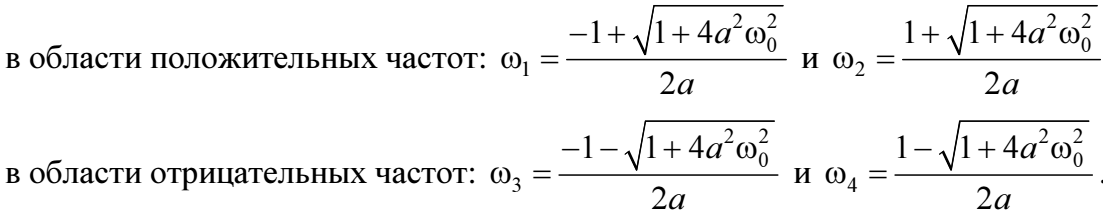 в области положительных частот: ω₁ = (−1 + √(1 + 4a²ω₀²)) / 2a и ω₂ = (1 + √(1 + 4a²ω₀²)) / 2a
в области отрицательных частот: ω₃ = (−1 − √(1 + 4a²ω₀²)) / 2a и ω₄ = (1 − √(1 + 4a²ω₀²)) / 2a.